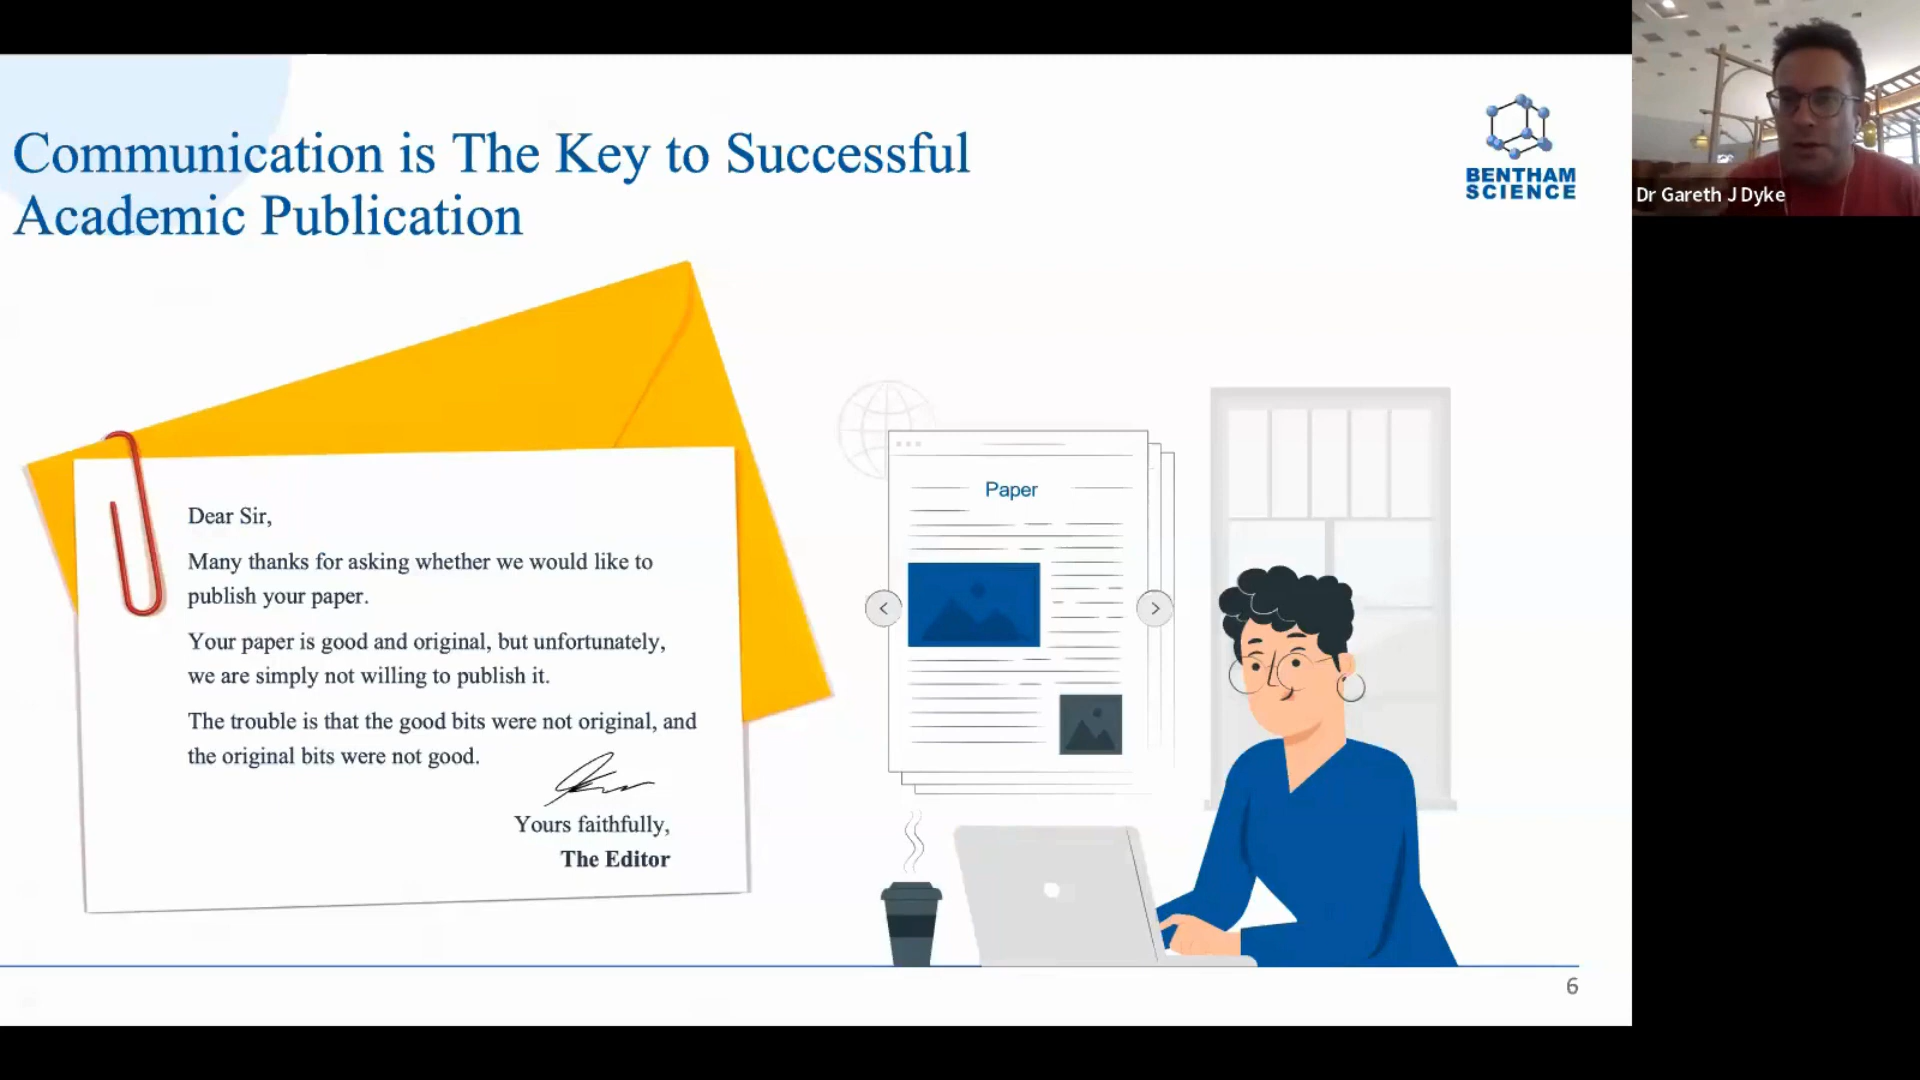 Communication is The Key to Successful
Academic Publication
BENTHAM
SCIENCE
Dr Gareth J Dyke
Dear Sir,
Many thanks for asking whether we would like to
publish your paper.
Your paper is good and original, but unfortunately,
we are simply not willing to publish it.
The trouble is that the good bits were not original, and
the original bits were not good.
Yours faithfully,
The Editor
Paper
6